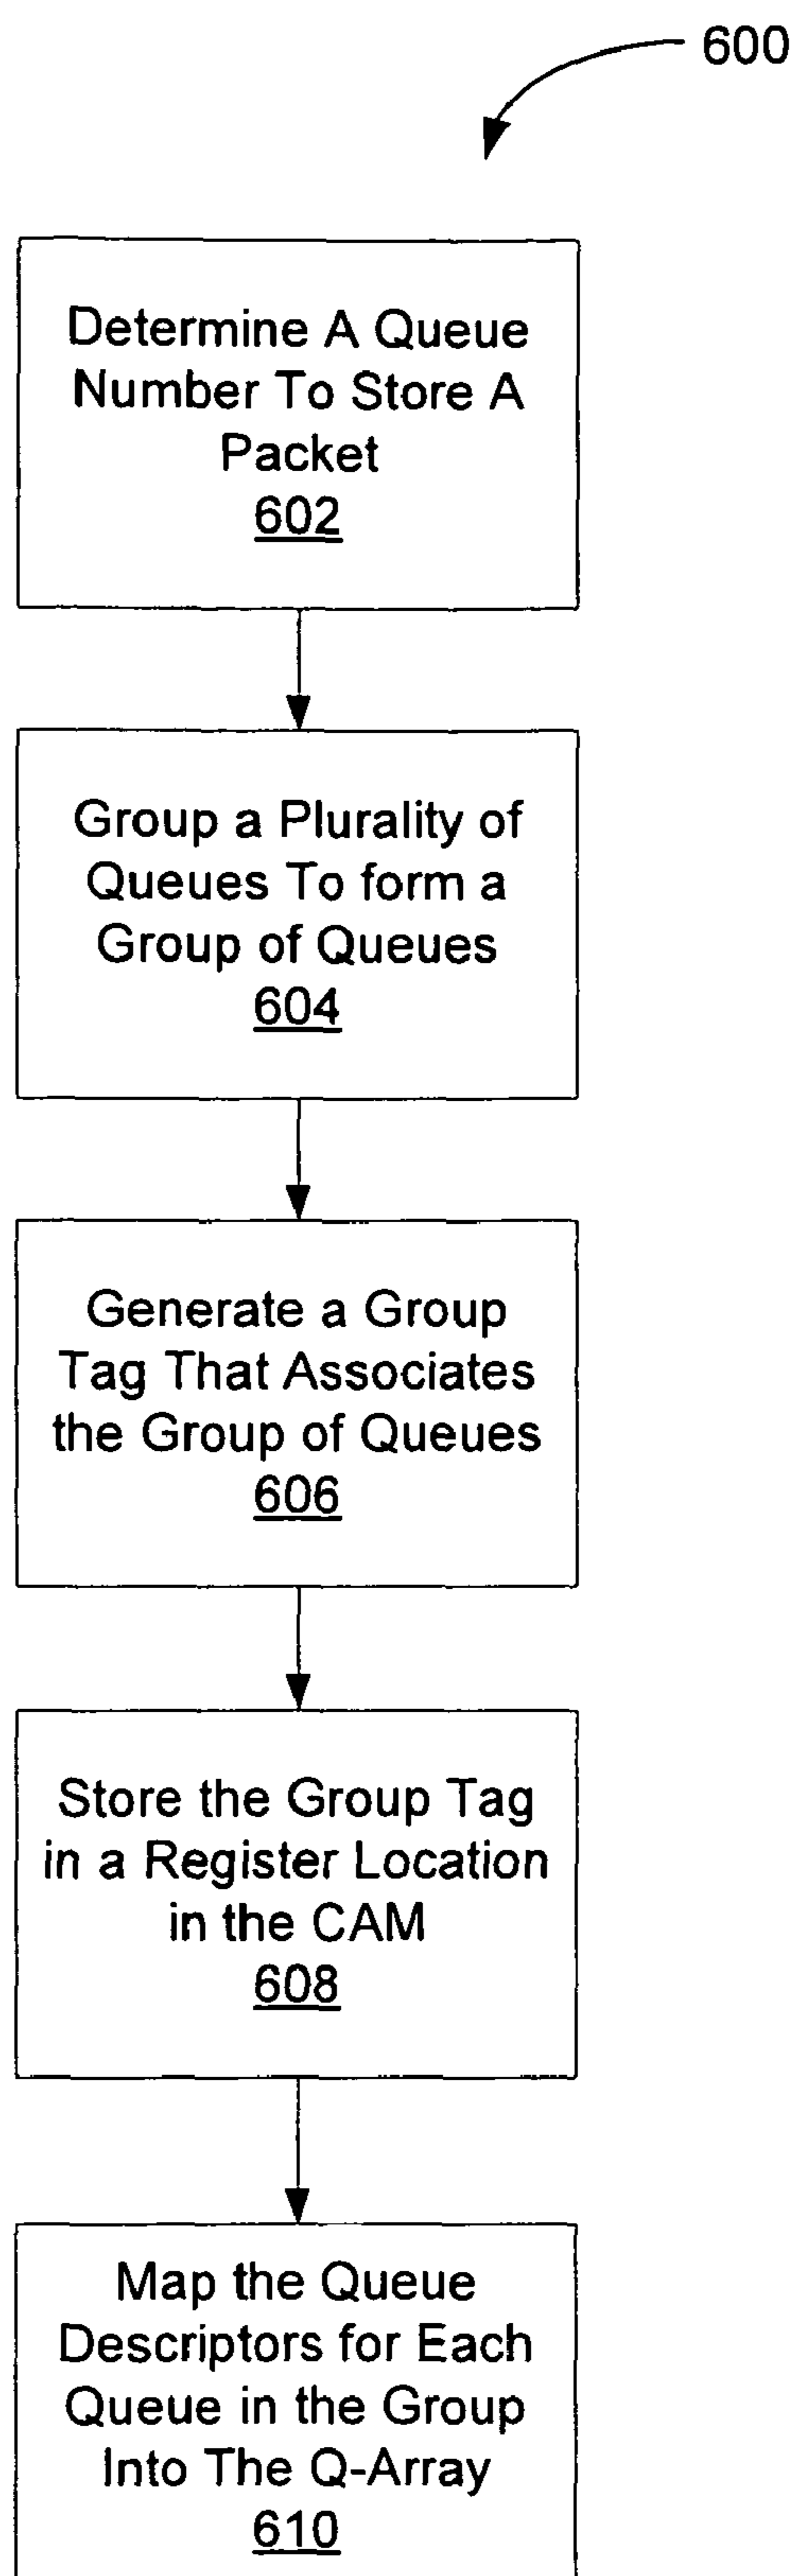 600
Determine A Queue
Number To Store A
Packet
602
Group a Plurality of
Queues To form a
Group of Queues
604
Generate a Group
Tag That Associates
the Group of Queues
606
Store the Group Tag
in a Register Location
in the CAM
608
Map the Queue
Descriptors for Each
Queue in the Group
Into The Q-Array
610